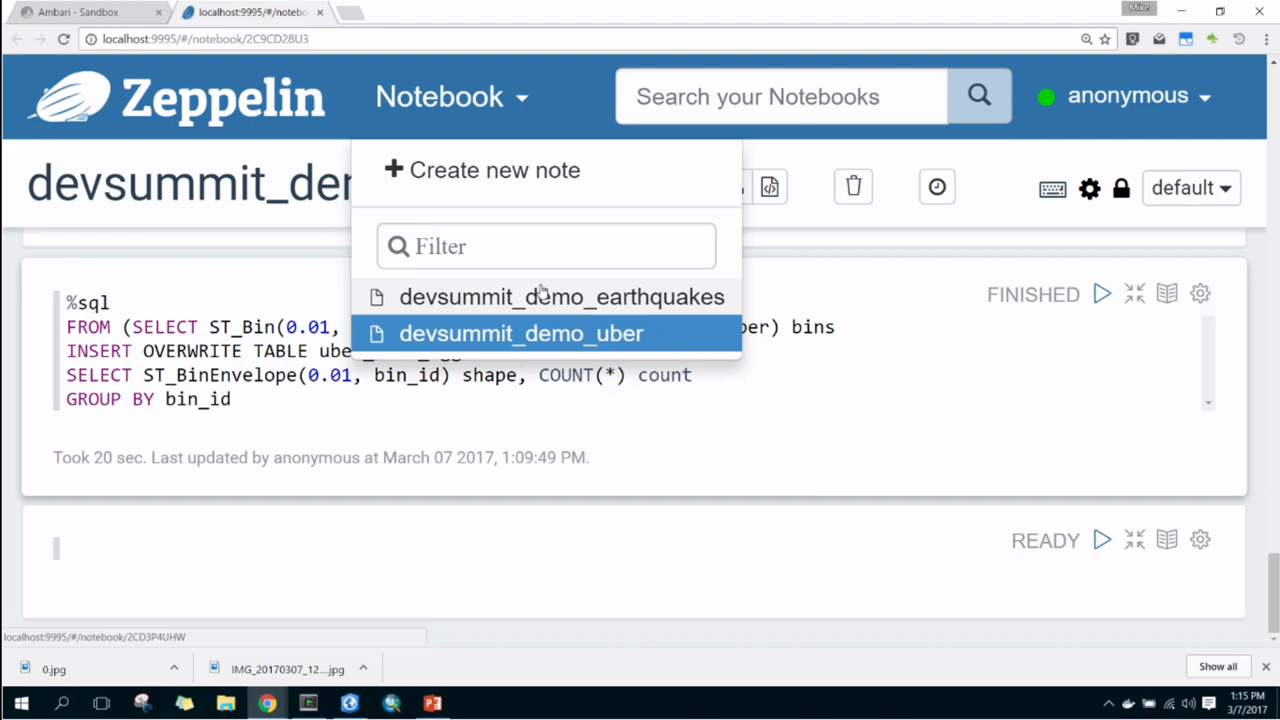 Ambari - Sandbox
localhost:9995/#/notebo
Mike
localhost:9995/#/notebook/2C9CD28U3
Zeppelin
Notebook
Search your Notebooks
anonymous
devsummit_de
default
Create new note
Filter
devsummit_demo_earthquakes
devsummit_demo_uber
%sql
FROM (SELECT ST_Bin(0.01, ber) bins
INSERT OVERWRITE TABLE
SELECT ST_BinEnvelope(0.01, bin_id) shape, COUNT(*) count
GROUP BY bin_id
FINISHED
Took 20 sec. Last updated by anonymous at March 07 2017, 1:09:49 PM.
READY
localhost:9995/#/notebook/2CD3P4UHW
0.jpg
IMG_20170307_12....jpg
Show all
1:15 PM
3/7/2017